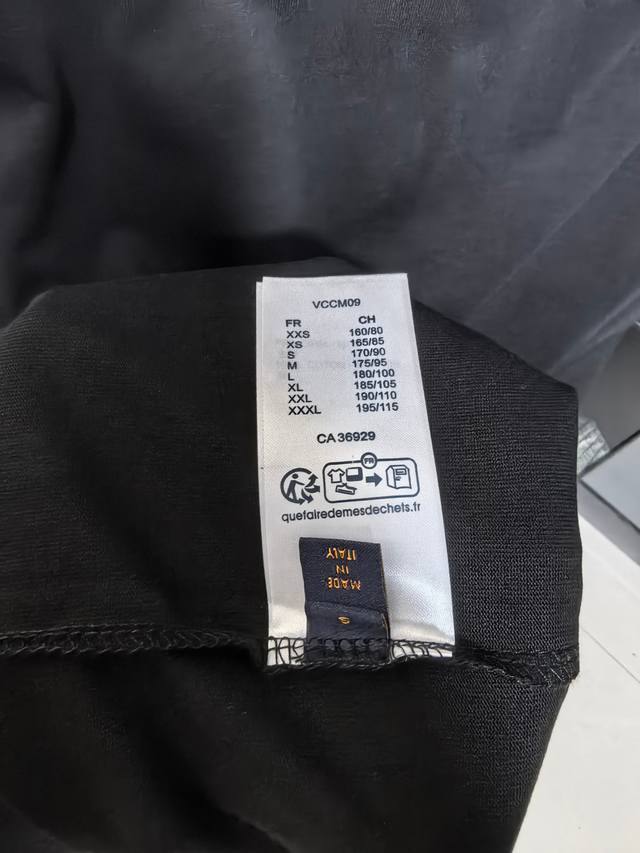 VCCM09
FR CH
XXS 160/80
XS 165/85
S 170/90
M 175/95
L 180/100
XL 185/105
XXL 190/110
XXXL 195/115
CA 36929
FR
quefairedemesdechets.fr
MADE
IN
ITALY